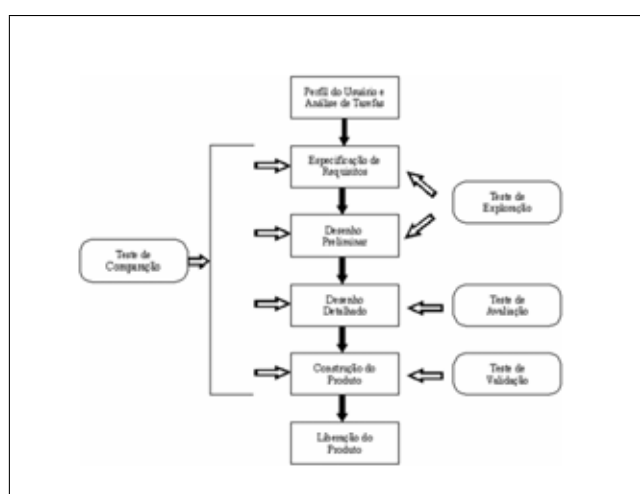 Perfil do Usuário e
Análise de Tarefas
Especificação de
Requisitos
Teste de
Exploração
Desenho
Preliminar
Teste de
Comparação
Desenho
Detalhado
Teste de
Avaliação
Construção do
Produto
Teste de
Validação
Liberação do
Produto